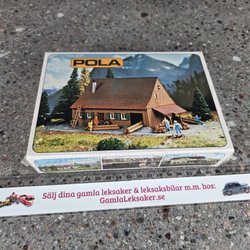 POLA
Sälj dina gamla leksaker & leksaksbilar m.m. hos:
GamlaLeksaker.se